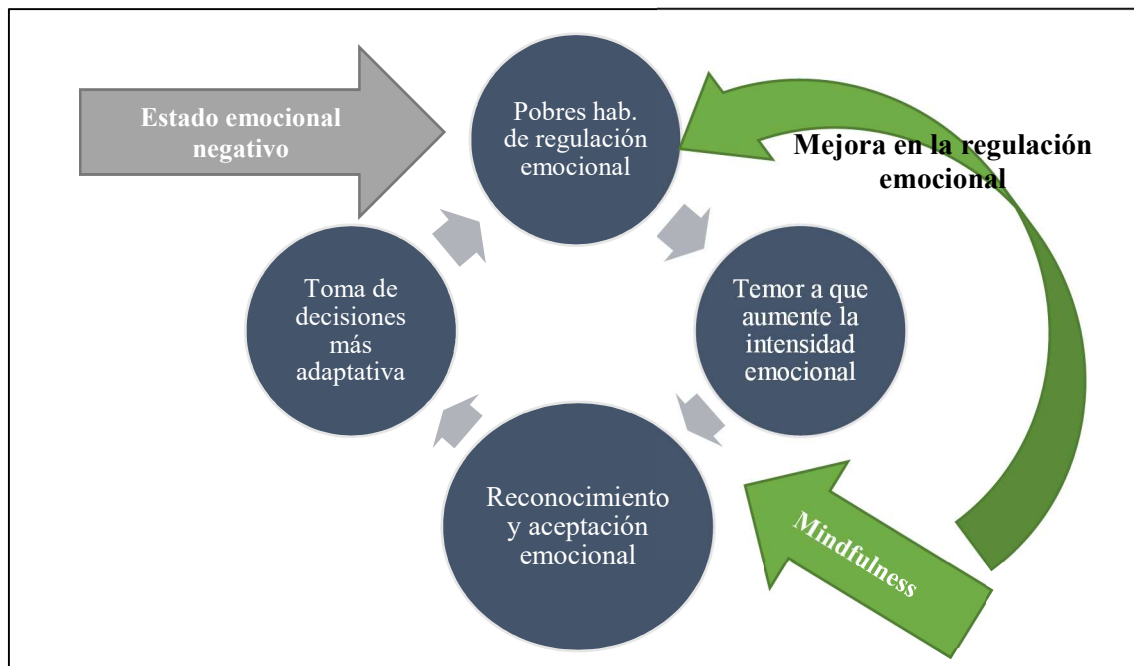 Estado emocional
negativo
Pobres hab.
de regulación
emocional
Mejora en la regulación
emocional
Toma de
decisiones
más
adaptativa
Temor a que
aumente la
intensidad
emocional
Reconocimiento
y aceptación
emocional
Mindfulness